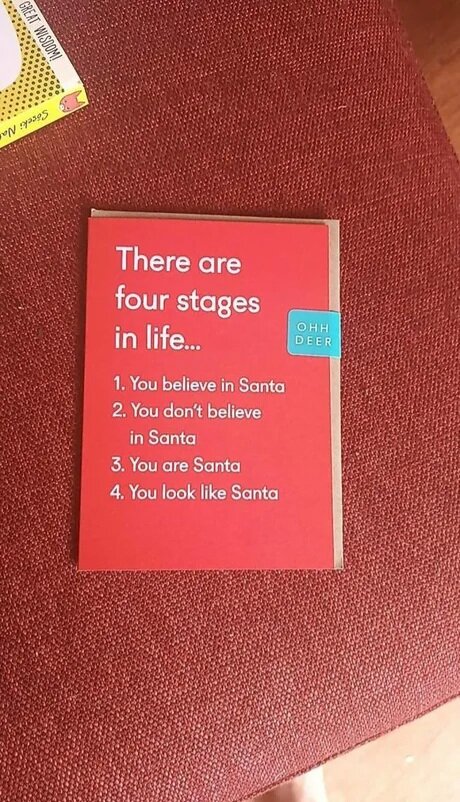 GREAT WISDOM!
There are
four stages
in life...
OHH
DEER
1. You believe in Santa
2. You don't believe
in Santa
3. You are Santa
4. You look like Santa